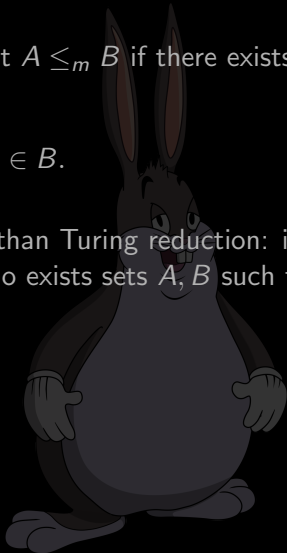 t A ≤ₘ B if there exists
∈ B.
than Turing reduction: i
o exists sets A, B such t